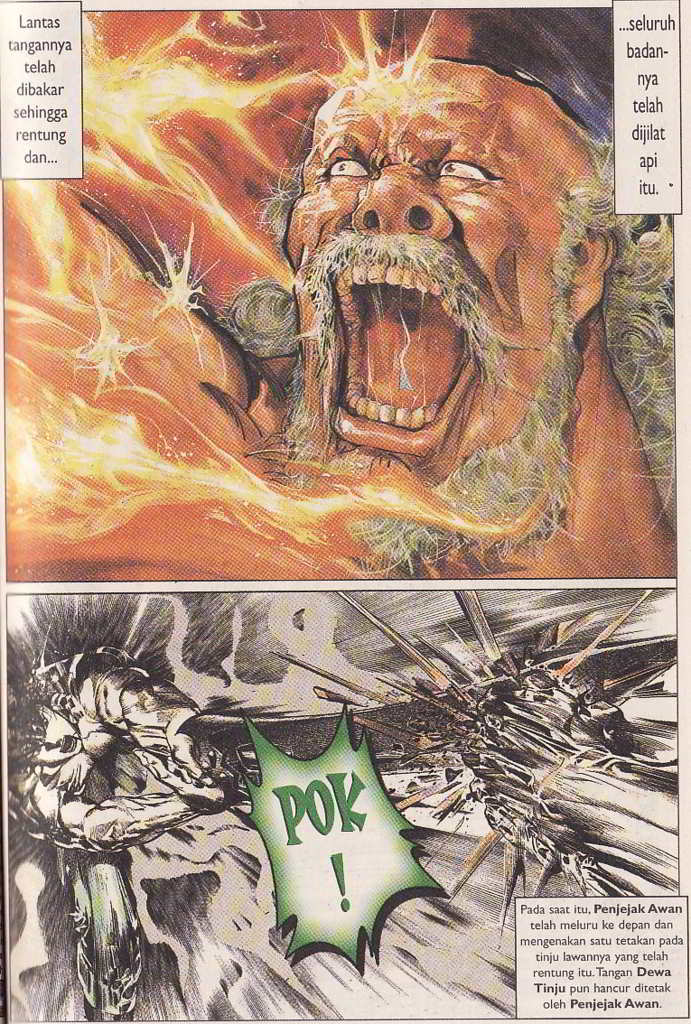 Lantas
tangannya
telah
dibakar
sehingga
rentung
dan...
...seluruh
badan-
nya
telah
dijilat
api
itu.
POK
!
Pada saat itu, Penjejak Awan
telah meluru ke depan dan
mengenakan satu tetakan pada
tinju lawannya yang telah
rentung itu. Tangan Dewa
Tinju pun hancur ditetak
oleh Penjejak Awan.